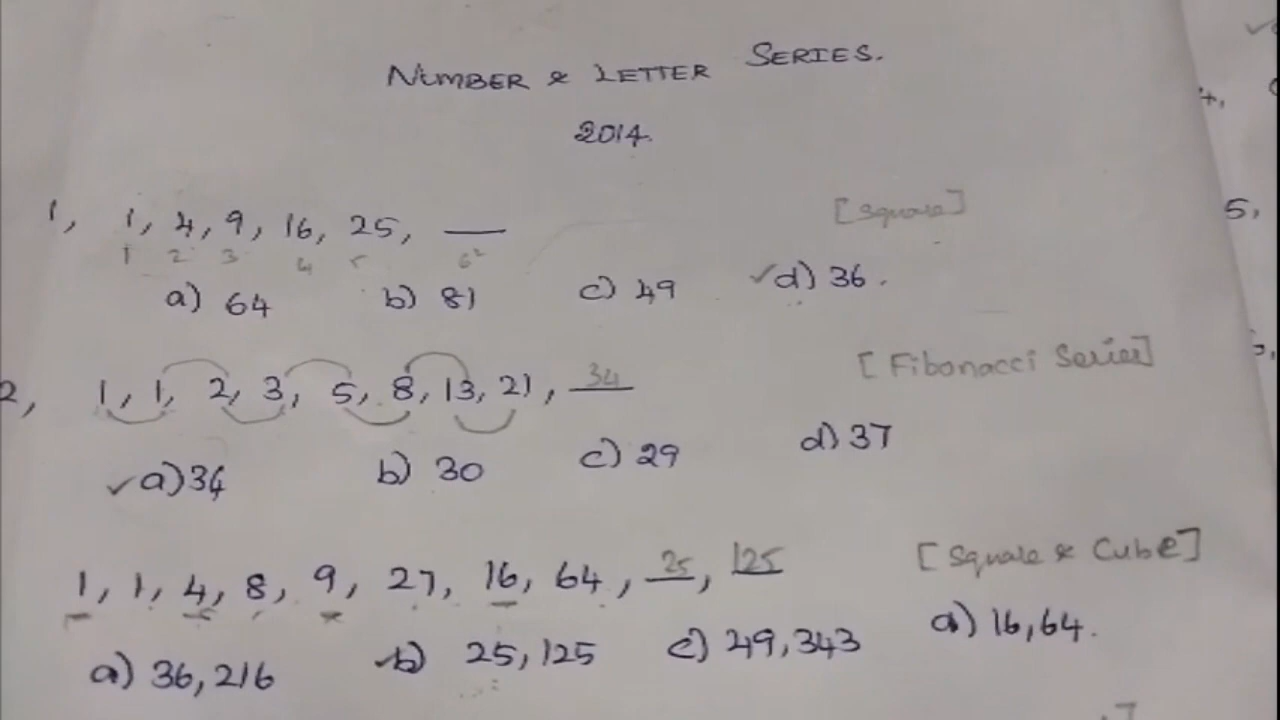 NUMBER & LETTER SERIES.
2014.
1, 1, 4, 9, 16, 25, ___ [Square]
1 2 3 4 5 6²
a) 64 b) 81 c) 49 ✓d) 36.
2, 1, 1, 2, 3, 5, 8, 13, 21, 34 [Fibonacci Series]
✓a) 34 b) 30 c) 29 d) 37
1, 1, 4, 8, 9, 27, 16, 64, 25, 125 [Square & Cube]
a) 36,216 ✓b) 25,125 c) 49,343 d) 16,64.
4,
5,